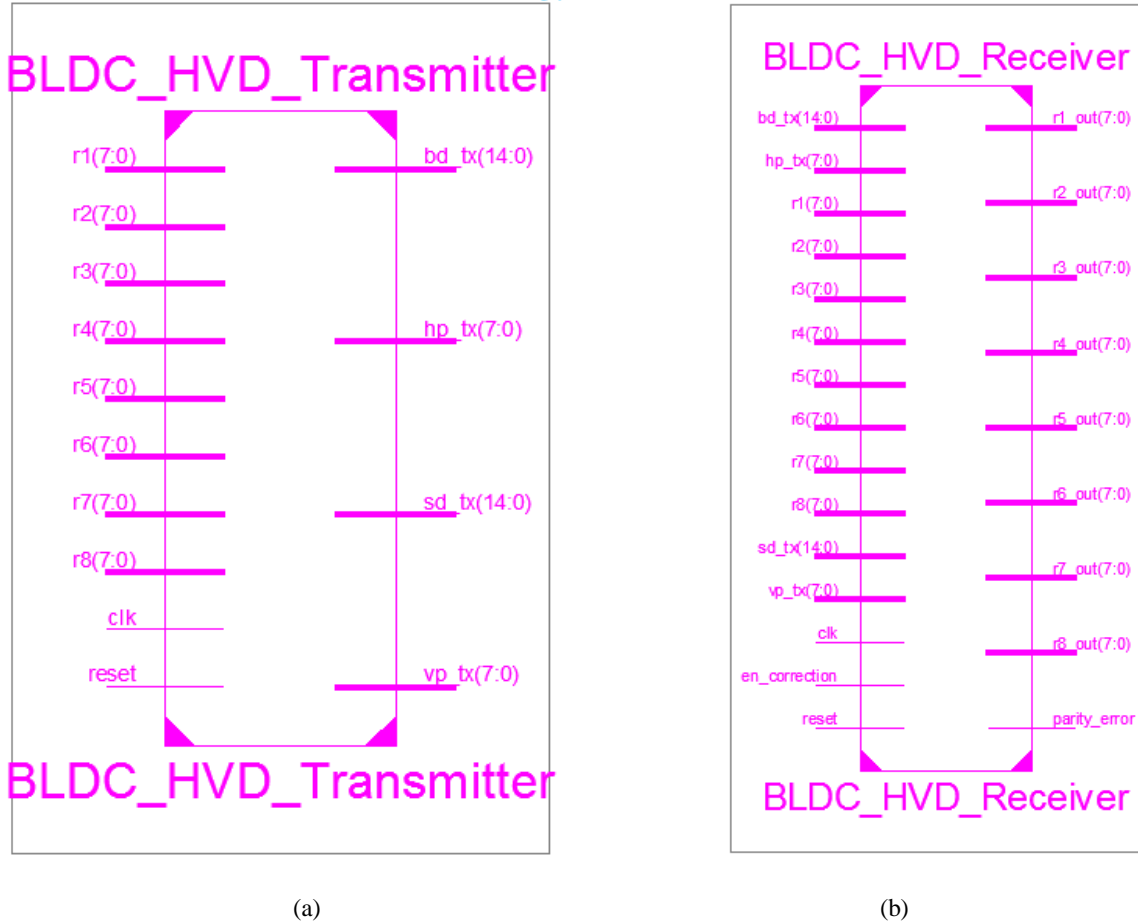 BLDC_HVD_Transmitter
r1(7:0)
r2(7:0)
r3(7:0)
r4(7:0)
r5(7:0)
r6(7:0)
r7(7:0)
r8(7:0)
clk
reset
bd_tx(14:0)
hp_tx(7:0)
sd_tx(14:0)
vp_tx(7:0)
BLDC_HVD_Transmitter
(a)
BLDC_HVD_Receiver
bd_tx(14:0)
hp_tx(7:0)
r1(7:0)
r2(7:0)
r3(7:0)
r4(7:0)
r5(7:0)
r6(7:0)
r7(7:0)
r8(7:0)
sd_tx(14:0)
vp_tx(7:0)
clk
en_correction
reset
r1_out(7:0)
r2_out(7:0)
r3_out(7:0)
r4_out(7:0)
r5_out(7:0)
r6_out(7:0)
r7_out(7:0)
r8_out(7:0)
parity_error
BLDC_HVD_Receiver
(b)